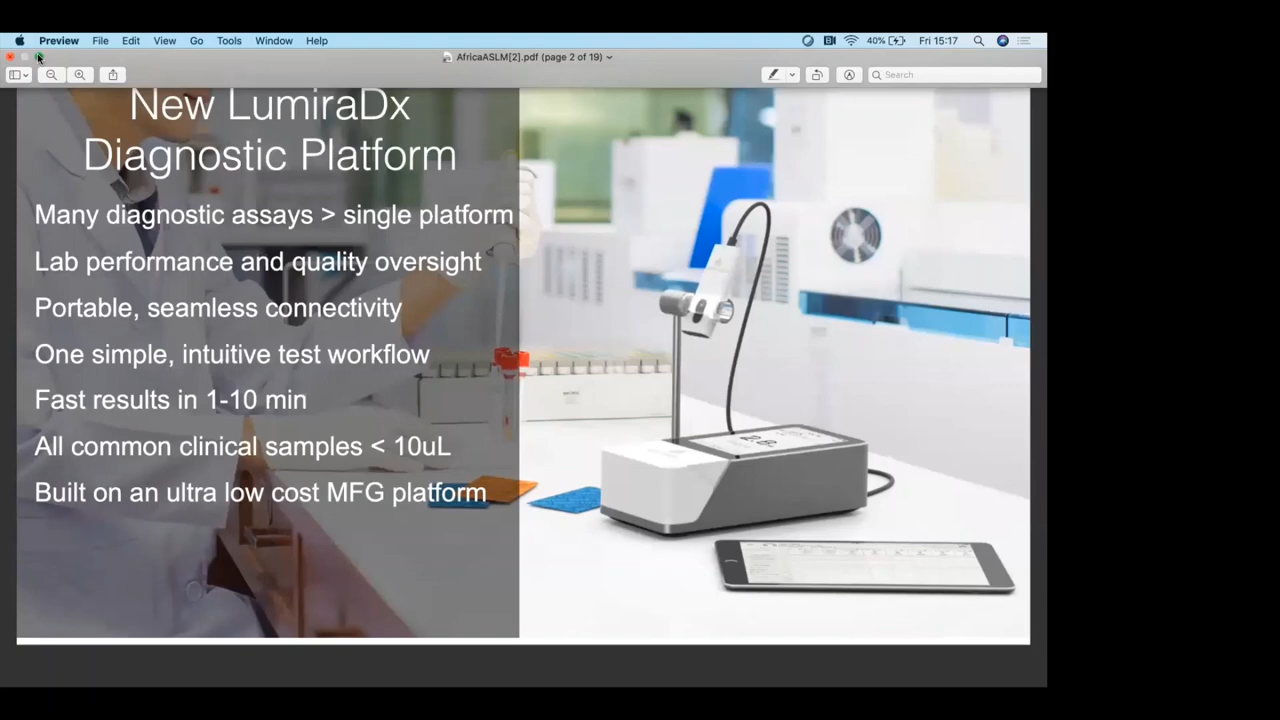 Preview File Edit View Go Tools Window Help 40% Fri 15:17
AfricaASLM[2].pdf (page 2 of 19)
Search
New LumiraDx
Diagnostic Platform
Many diagnostic assays > single platform
Lab performance and quality oversight
Portable, seamless connectivity
One simple, intuitive test workflow
Fast results in 1-10 min
All common clinical samples < 10uL
Built on an ultra low cost MFG platform